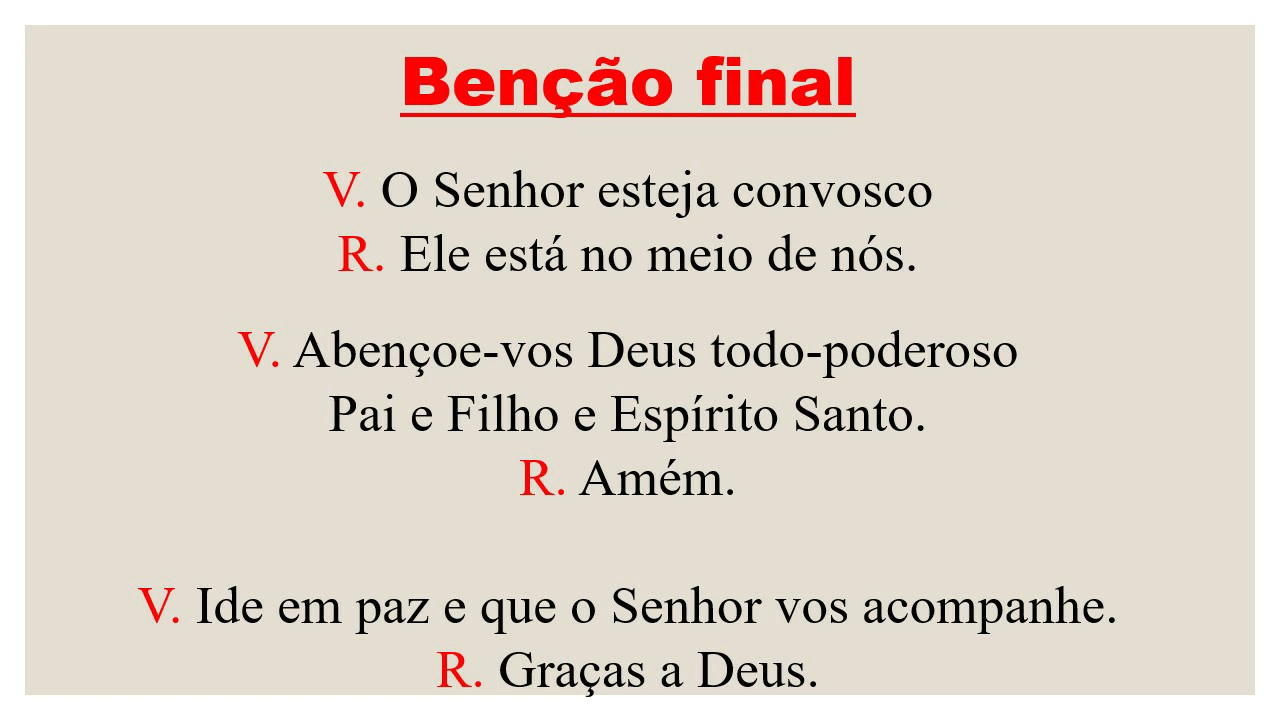 Benção final
V. O Senhor esteja convosco
R. Ele está no meio de nós.
V. Abençoe-vos Deus todo-poderoso
Pai e Filho e Espírito Santo.
R. Amém.
V. Ide em paz e que o Senhor vos acompanhe.
R. Graças a Deus.